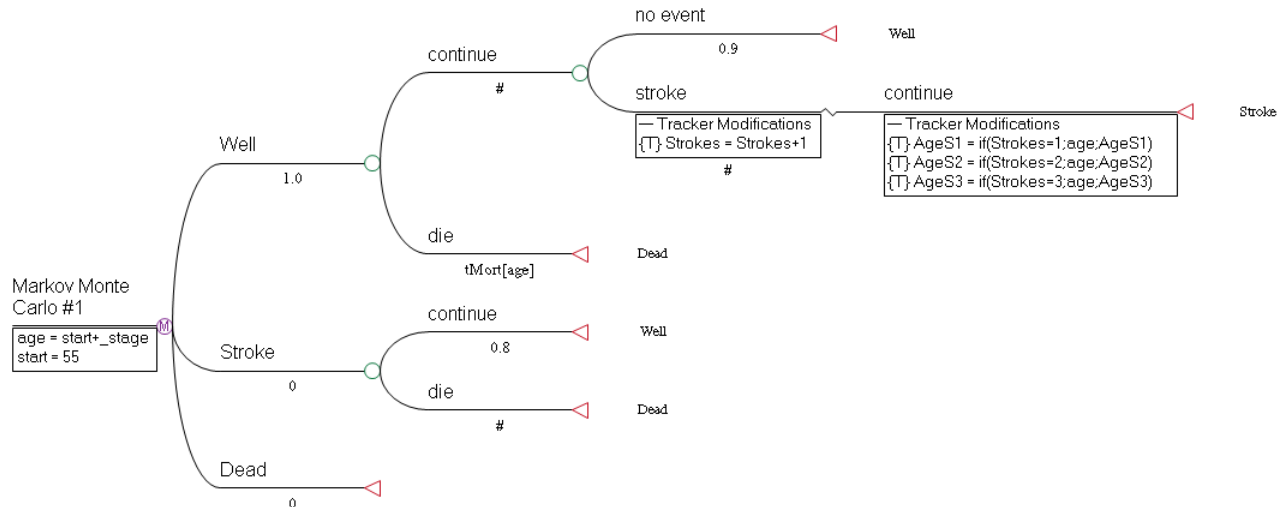 no event
0.9
Well
continue
#
stroke
— Tracker Modifications
{T} Strokes = Strokes+1
#
continue
— Tracker Modifications
{T} AgeS1 = if(Strokes=1;age;AgeS1)
{T} AgeS2 = if(Strokes=2;age;AgeS2)
{T} AgeS3 = if(Strokes=3;age;AgeS3)
Stroke
Well
1.0
die
tMort[age]
Dead
Markov Monte
Carlo #1
age = start+_stage
start = 55
M
continue
0.8
Well
Stroke
0
die
#
Dead
Dead
0